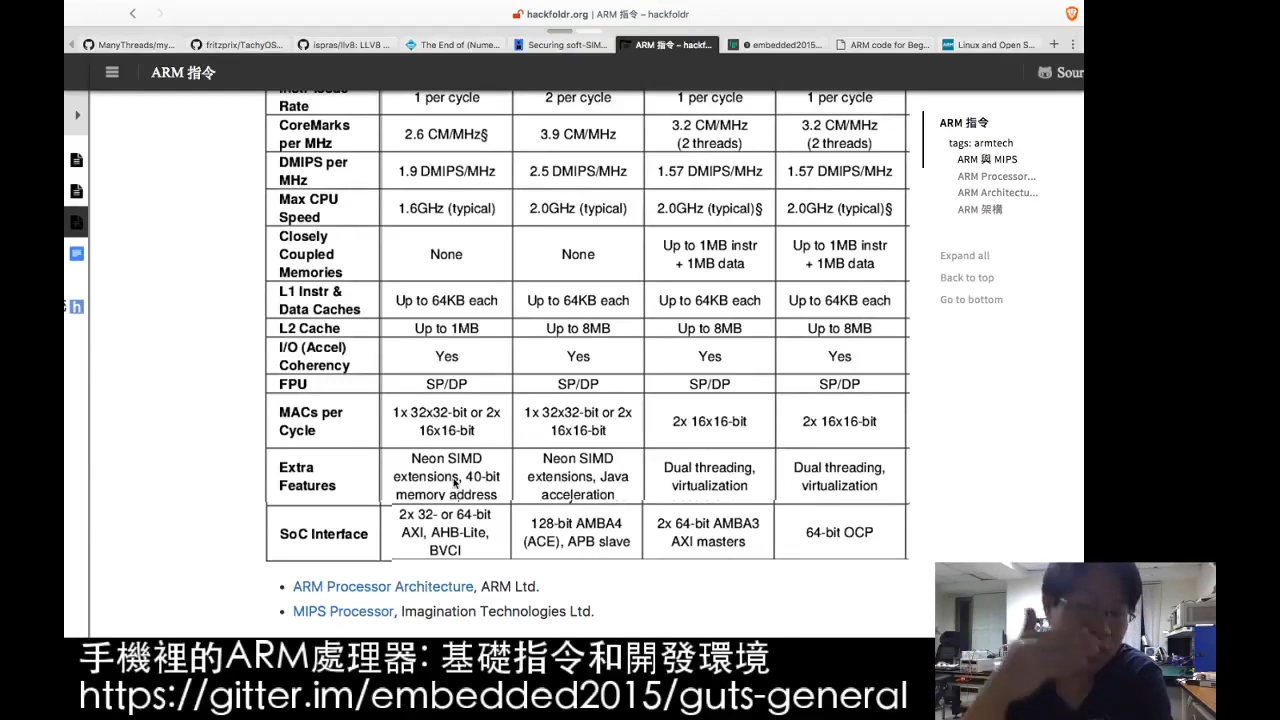 hackfoldr.org | ARM 指令 – hackfoldr
ManyThreads/my... fritzprix/TachyOS... ispras/llv8: LLV8 ... The End of (Nume... Securing soft-SIM... ARM 指令 – hackf... embedded2015... ARM code for Beg... Linux and Open S...
ARM 指令
Sour
Rate 1 per cycle 2 per cycle 1 per cycle 1 per cycle
CoreMarks per MHz 2.6 CM/MHz§ 3.9 CM/MHz 3.2 CM/MHz (2 threads) 3.2 CM/MHz (2 threads)
DMIPS per MHz 1.9 DMIPS/MHz 2.5 DMIPS/MHz 1.57 DMIPS/MHz 1.57 DMIPS/MHz
Max CPU Speed 1.6GHz (typical) 2.0GHz (typical) 2.0GHz (typical)§ 2.0GHz (typical)§
Closely Coupled Memories None None Up to 1MB instr + 1MB data Up to 1MB instr + 1MB data
L1 Instr & Data Caches Up to 64KB each Up to 64KB each Up to 64KB each Up to 64KB each
L2 Cache Up to 1MB Up to 8MB Up to 8MB Up to 8MB
I/O (Accel) Coherency Yes Yes Yes Yes
FPU SP/DP SP/DP SP/DP SP/DP
MACs per Cycle 1x 32x32-bit or 2x 16x16-bit 1x 32x32-bit or 2x 16x16-bit 2x 16x16-bit 2x 16x16-bit
Extra Features Neon SIMD extensions, 40-bit memory address Neon SIMD extensions, Java acceleration Dual threading, virtualization Dual threading, virtualization
SoC Interface 2x 32- or 64-bit AXI, AHB-Lite, BVCI 128-bit AMBA4 (ACE), APB slave 2x 64-bit AMBA3 AXI masters 64-bit OCP
• ARM Processor Architecture, ARM Ltd.
• MIPS Processor, Imagination Technologies Ltd.
ARM 指令
tags: armtech
ARM 與 MIPS
ARM Processor...
ARM Architectu...
ARM 架構
Expand all
Back to top
Go to bottom
手機裡的ARM處理器: 基礎指令和開發環境
https://gitter.im/embedded2015/guts-general